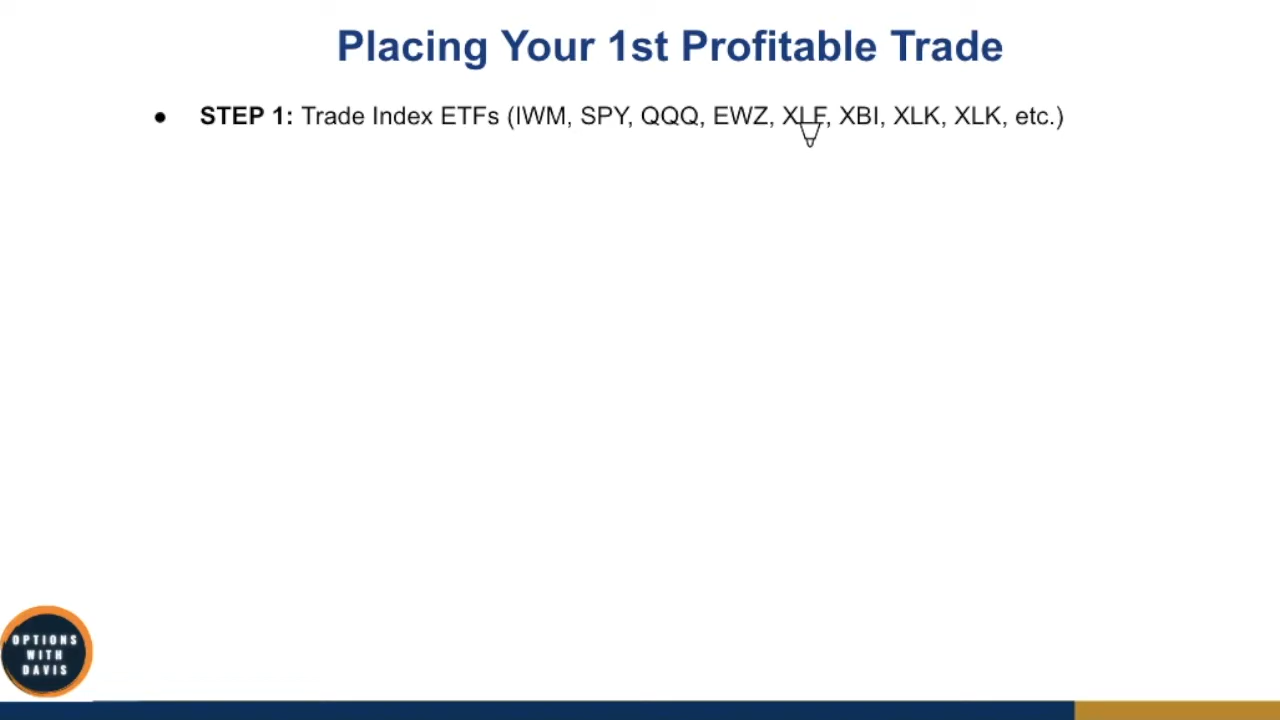 Placing Your 1st Profitable Trade
● STEP 1: Trade Index ETFs (IWM, SPY, QQQ, EWZ, XLF, XBI, XLK, XLK, etc.)
OPTIONS
WITH
DAVIS